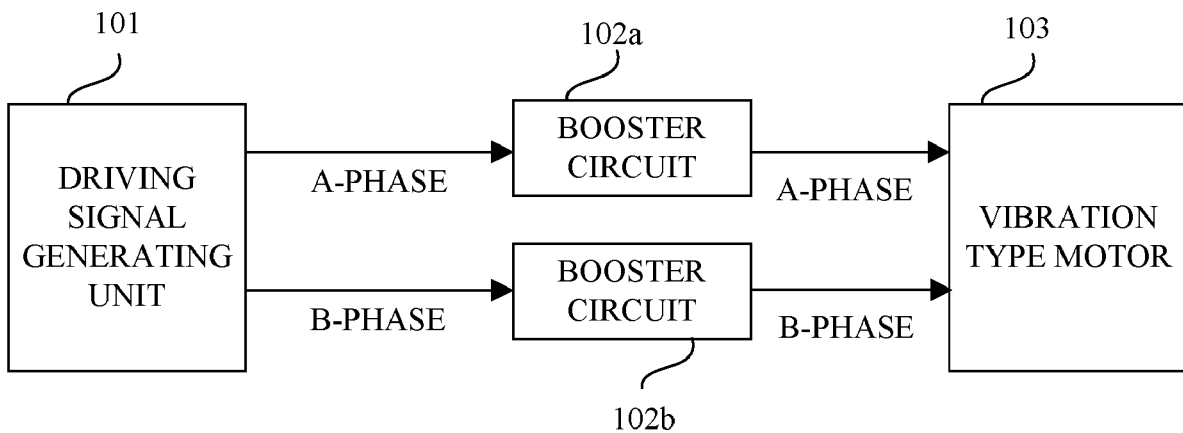 101
102a
103
DRIVING
SIGNAL
GENERATING
UNIT
A-PHASE
BOOSTER
CIRCUIT
A-PHASE
B-PHASE
BOOSTER
CIRCUIT
B-PHASE
VIBRATION
TYPE MOTOR
102b